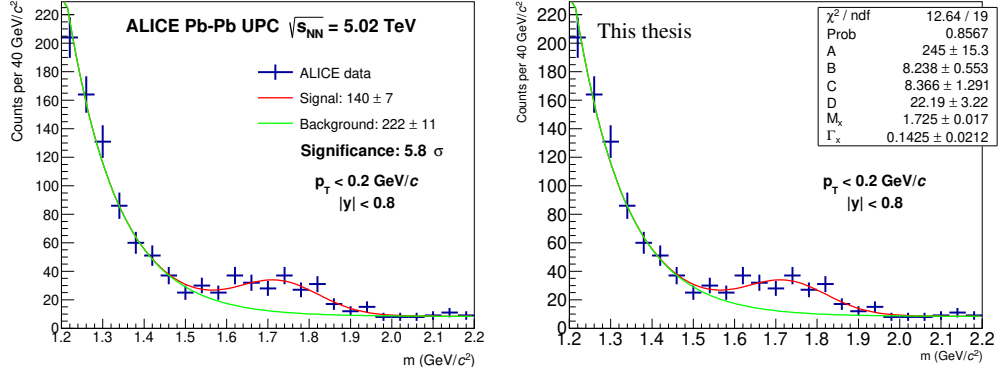 ALICE Pb-Pb UPC √sNN = 5.02 TeV
ALICE data
Signal: 140 ± 7
Background: 222 ± 11
Significance: 5.8 σ
pT < 0.2 GeV/c
|y| < 0.8
Counts per 40 GeV/c²
220
200
180
160
140
120
100
80
60
40
20
0
1.2 1.3 1.4 1.5 1.6 1.7 1.8 1.9 2.0 2.1 2.2
m (GeV/c²)
This thesis
χ² / ndf 12.64 / 19
Prob 0.8567
A 245 ± 15.3
B 8.238 ± 0.553
C 8.366 ± 1.291
D 22.19 ± 3.22
Mx 1.725 ± 0.017
Γx 0.1425 ± 0.0212
pT < 0.2 GeV/c
|y| < 0.8
Counts per 40 GeV/c²
220
200
180
160
140
120
100
80
60
40
20
0
1.2 1.3 1.4 1.5 1.6 1.7 1.8 1.9 2.0 2.1 2.2
m (GeV/c²)